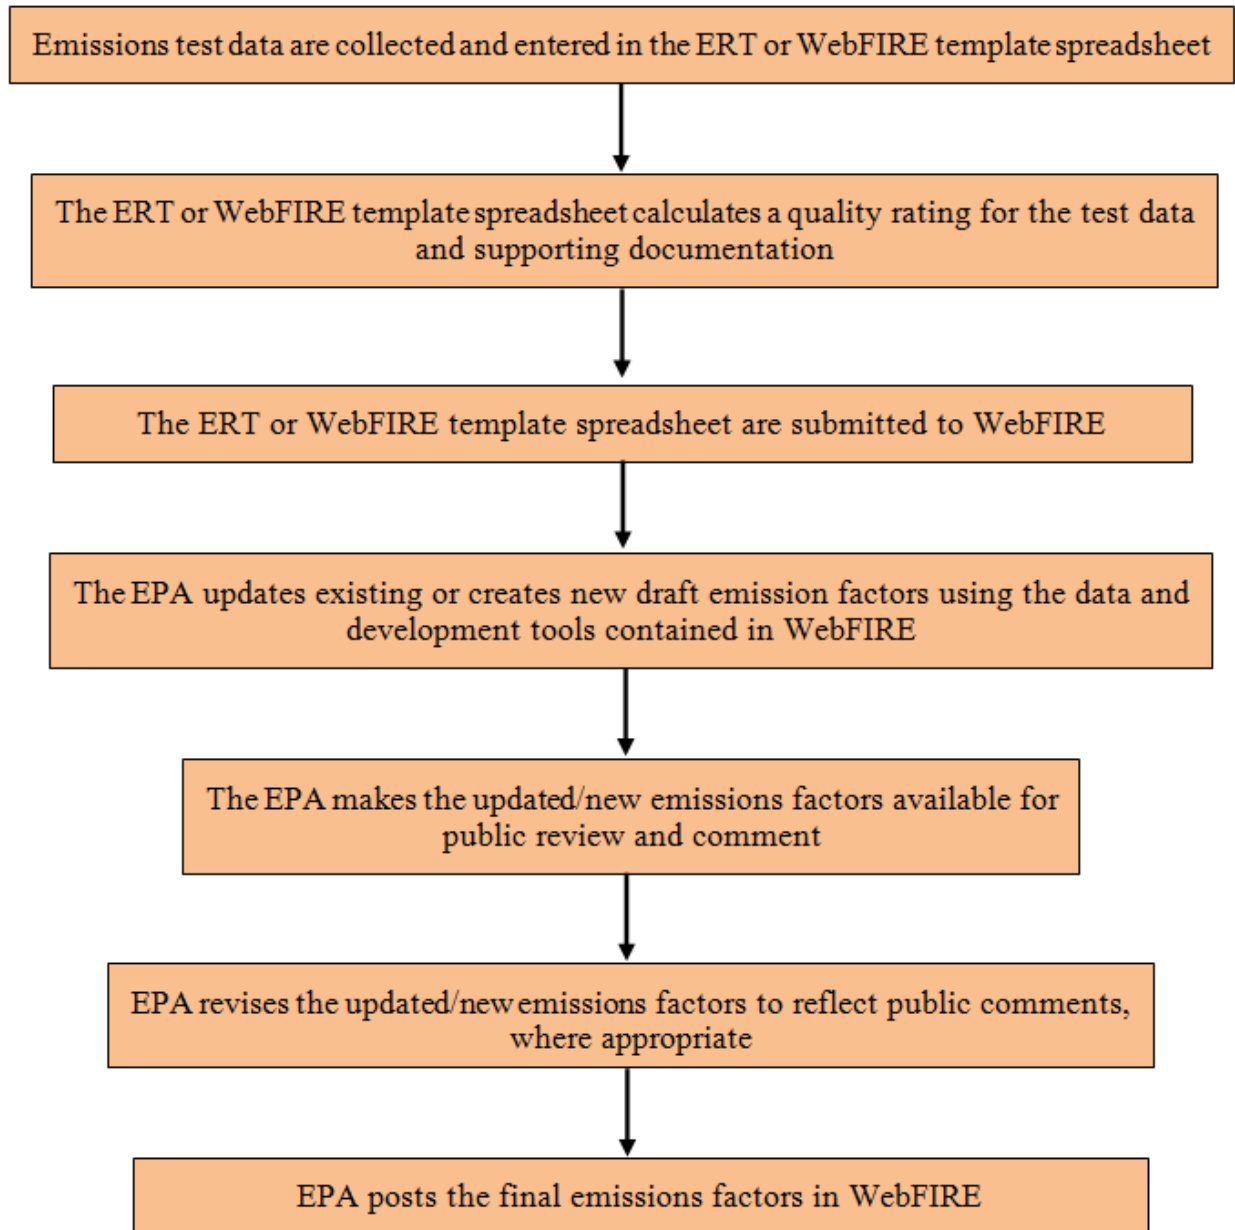 Emissions test data are collected and entered in the ERT or WebFIRE template spreadsheet
The ERT or WebFIRE template spreadsheet calculates a quality rating for the test data
and supporting documentation
The ERT or WebFIRE template spreadsheet are submitted to WebFIRE
The EPA updates existing or creates new draft emission factors using the data and
development tools contained in WebFIRE
The EPA makes the updated/new emissions factors available for
public review and comment
EPA revises the updated/new emissions factors to reflect public comments,
where appropriate
EPA posts the final emissions factors in WebFIRE